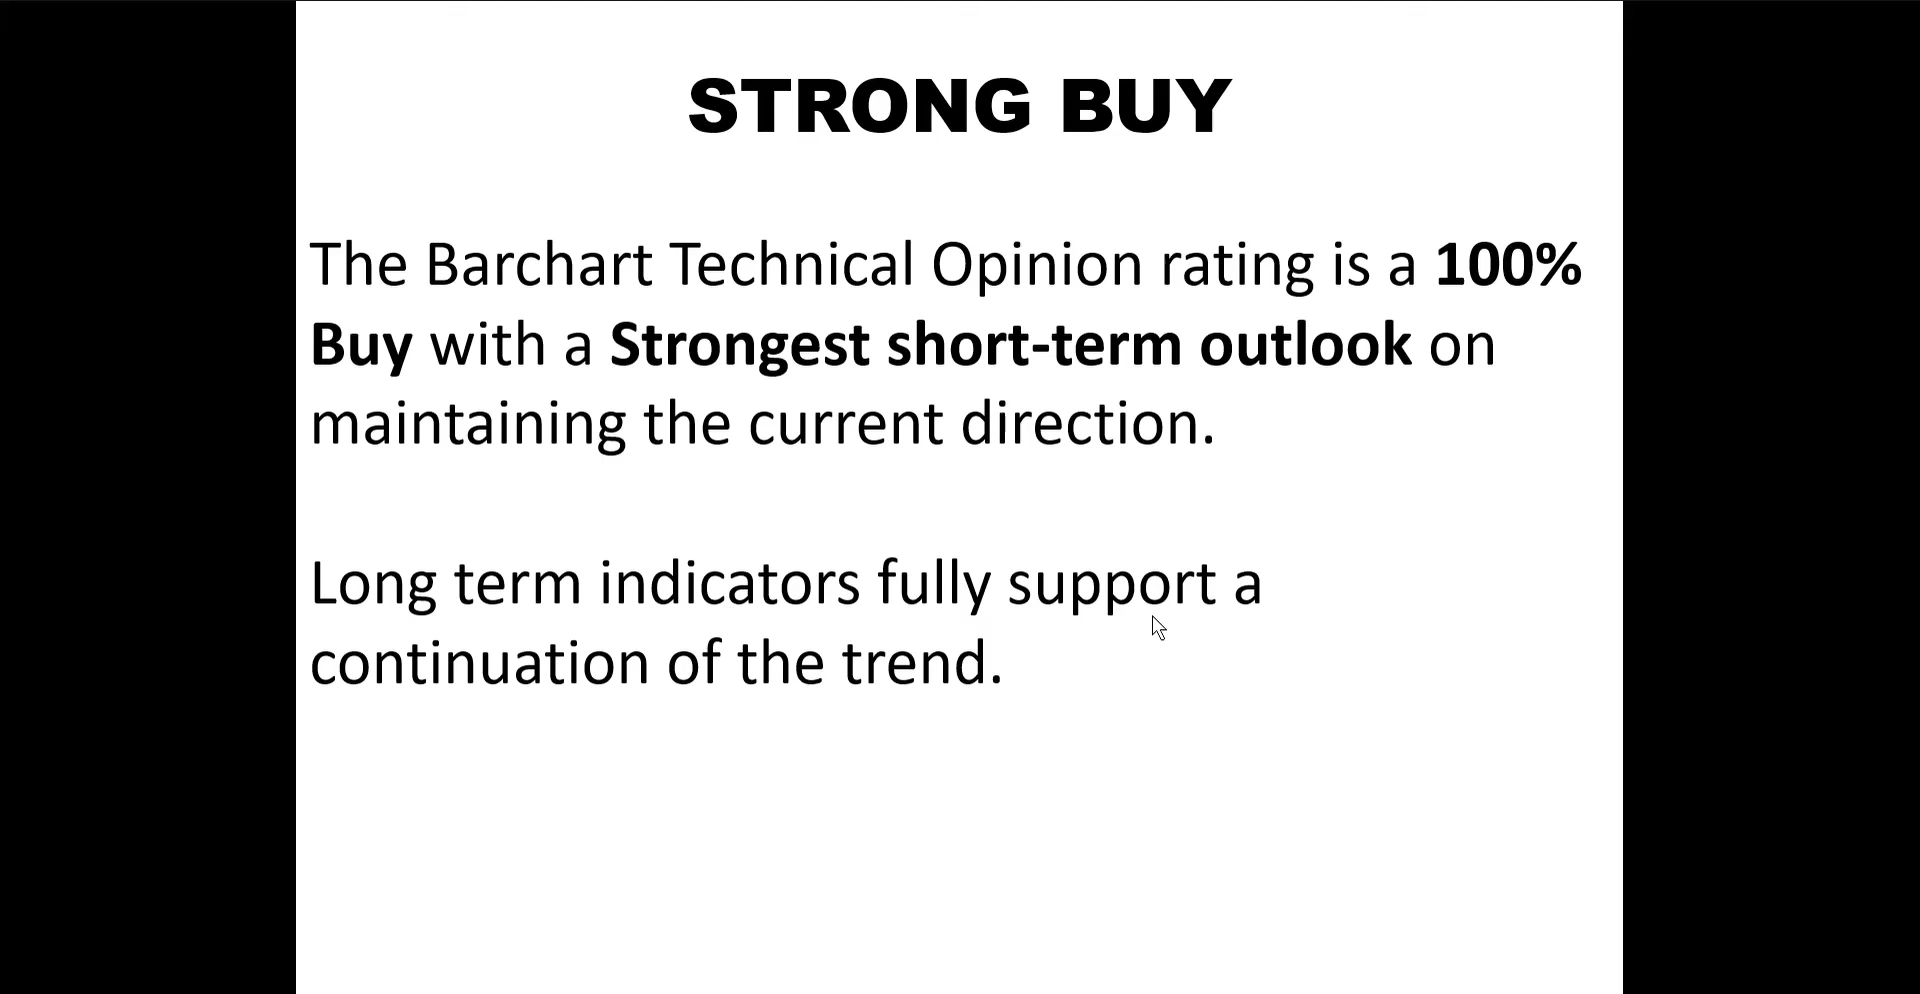 STRONG BUY
The Barchart Technical Opinion rating is a 100%
Buy with a Strongest short-term outlook on
maintaining the current direction.
Long term indicators fully support a
continuation of the trend.